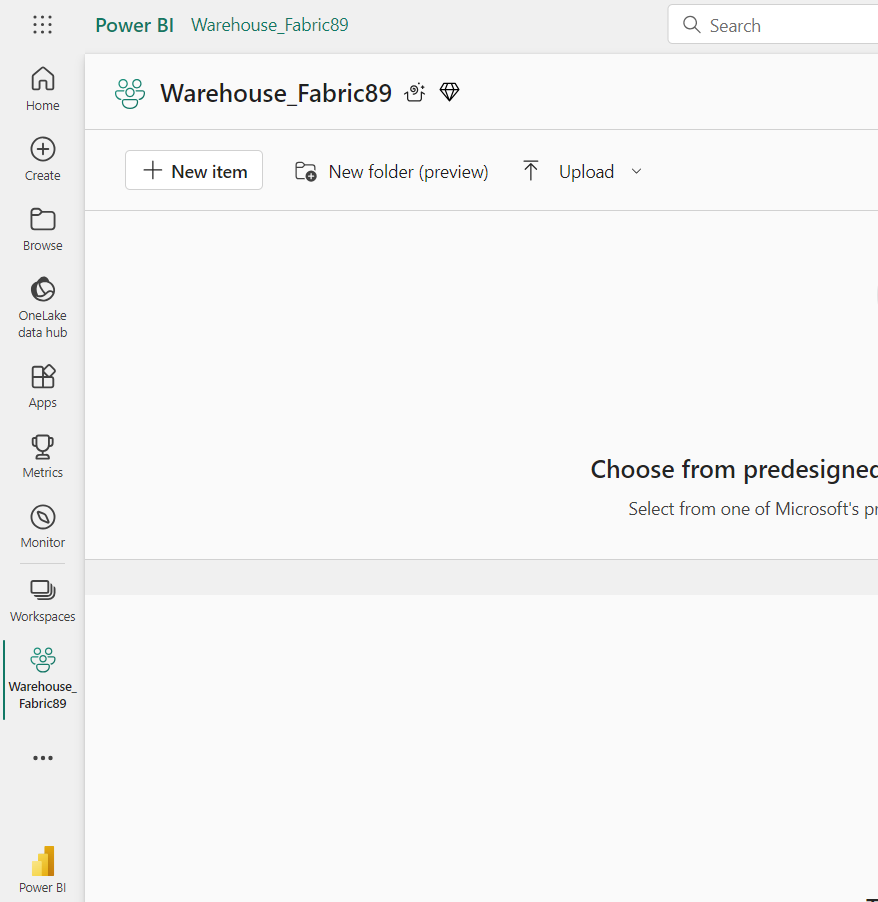 Power BI Warehouse_Fabric89
Search
Home
Create
Browse
OneLake
data hub
Apps
Metrics
Monitor
Workspaces
Warehouse_
Fabric89
Power BI
Warehouse_Fabric89
New item
New folder (preview)
Upload
Choose from predesigned
Select from one of Microsoft's pr